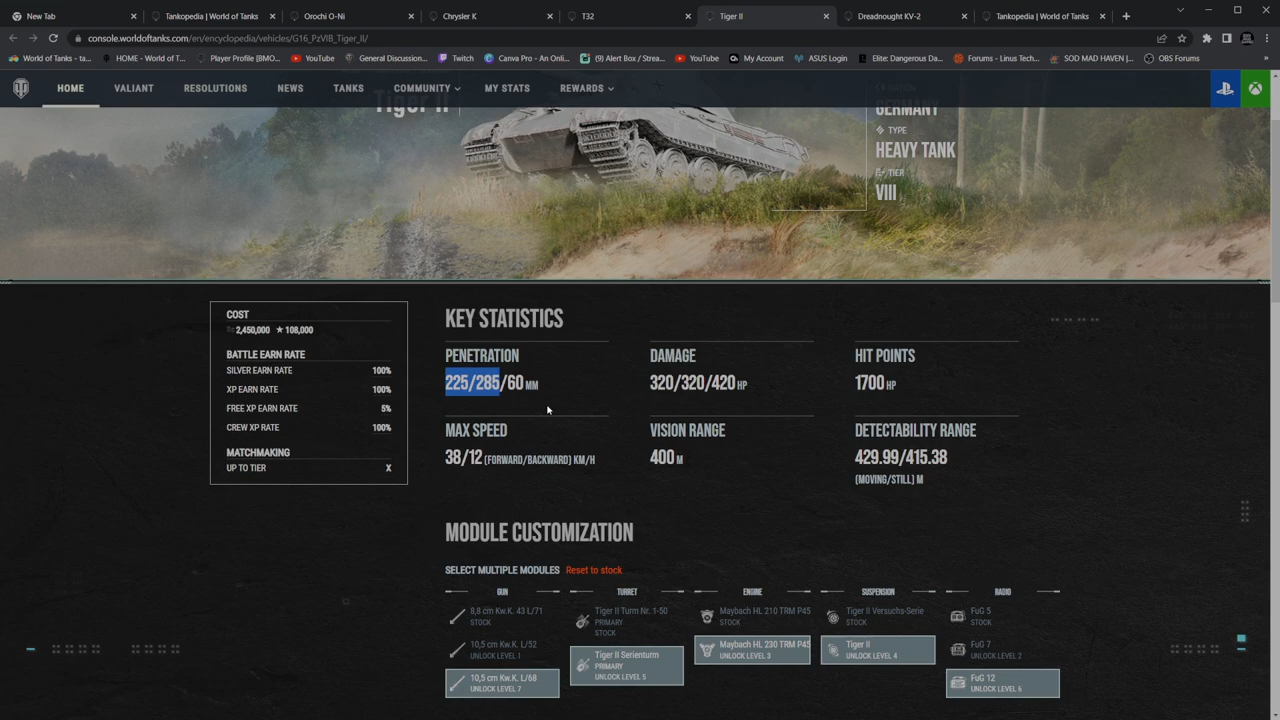 New Tab
Tankopedia | World of Tanks
Orochi O-Ni
Chrysler K
T32
Tiger II
Dreadnought KV-2
Tankopedia | World of Tanks
console.worldoftanks.com/en/encyclopedia/vehicles/G16_PzVIB_Tiger_II/
World of Tanks - ta...
HOME - World of T...
Player Profile [BMO...
YouTube
General Discussion...
Twitch
Canva Pro - An Onli...
(9) Alert Box / Strea...
YouTube
My Account
ASUS Login
Elite: Dangerous Da...
Forums - Linus Tech...
SOD MAD HAVEN |...
OBS Forums
HOME
VALIANT
RESOLUTIONS
NEWS
TANKS
COMMUNITY
MY STATS
REWARDS
Tiger II
NATION
GERMANY
TYPE
HEAVY TANK
TIER
VIII
COST
2,450,000 108,000
BATTLE EARN RATE
SILVER EARN RATE 100%
XP EARN RATE 100%
FREE XP EARN RATE 5%
CREW XP RATE 100%
MATCHMAKING
UP TO TIER X
KEY STATISTICS
PENETRATION
225/285/60 MM
DAMAGE
320/320/420 HP
HIT POINTS
1700 HP
MAX SPEED
38/12 (FORWARD/BACKWARD) KM/H
VISION RANGE
400 M
DETECTABILITY RANGE
429.99/415.38
(MOVING/STILL) M
MODULE CUSTOMIZATION
SELECT MULTIPLE MODULES Reset to stock
GUN
8,8 cm Kw.K. 43 L/71
STOCK
10,5 cm Kw.K. L/52
UNLOCK LEVEL 1
10,5 cm Kw.K. L/68
UNLOCK LEVEL 7
TURRET
Tiger II Turm Nr. 1-50
PRIMARY
STOCK
Tiger II Serienturm
PRIMARY
UNLOCK LEVEL 5
ENGINE
Maybach HL 210 TRM P45
STOCK
Maybach HL 230 TRM P45
UNLOCK LEVEL 3
SUSPENSION
Tiger II Versuchs-Serie
STOCK
Tiger II
UNLOCK LEVEL 4
RADIO
FuG 5
STOCK
FuG 7
UNLOCK LEVEL 2
FuG 12
UNLOCK LEVEL 6